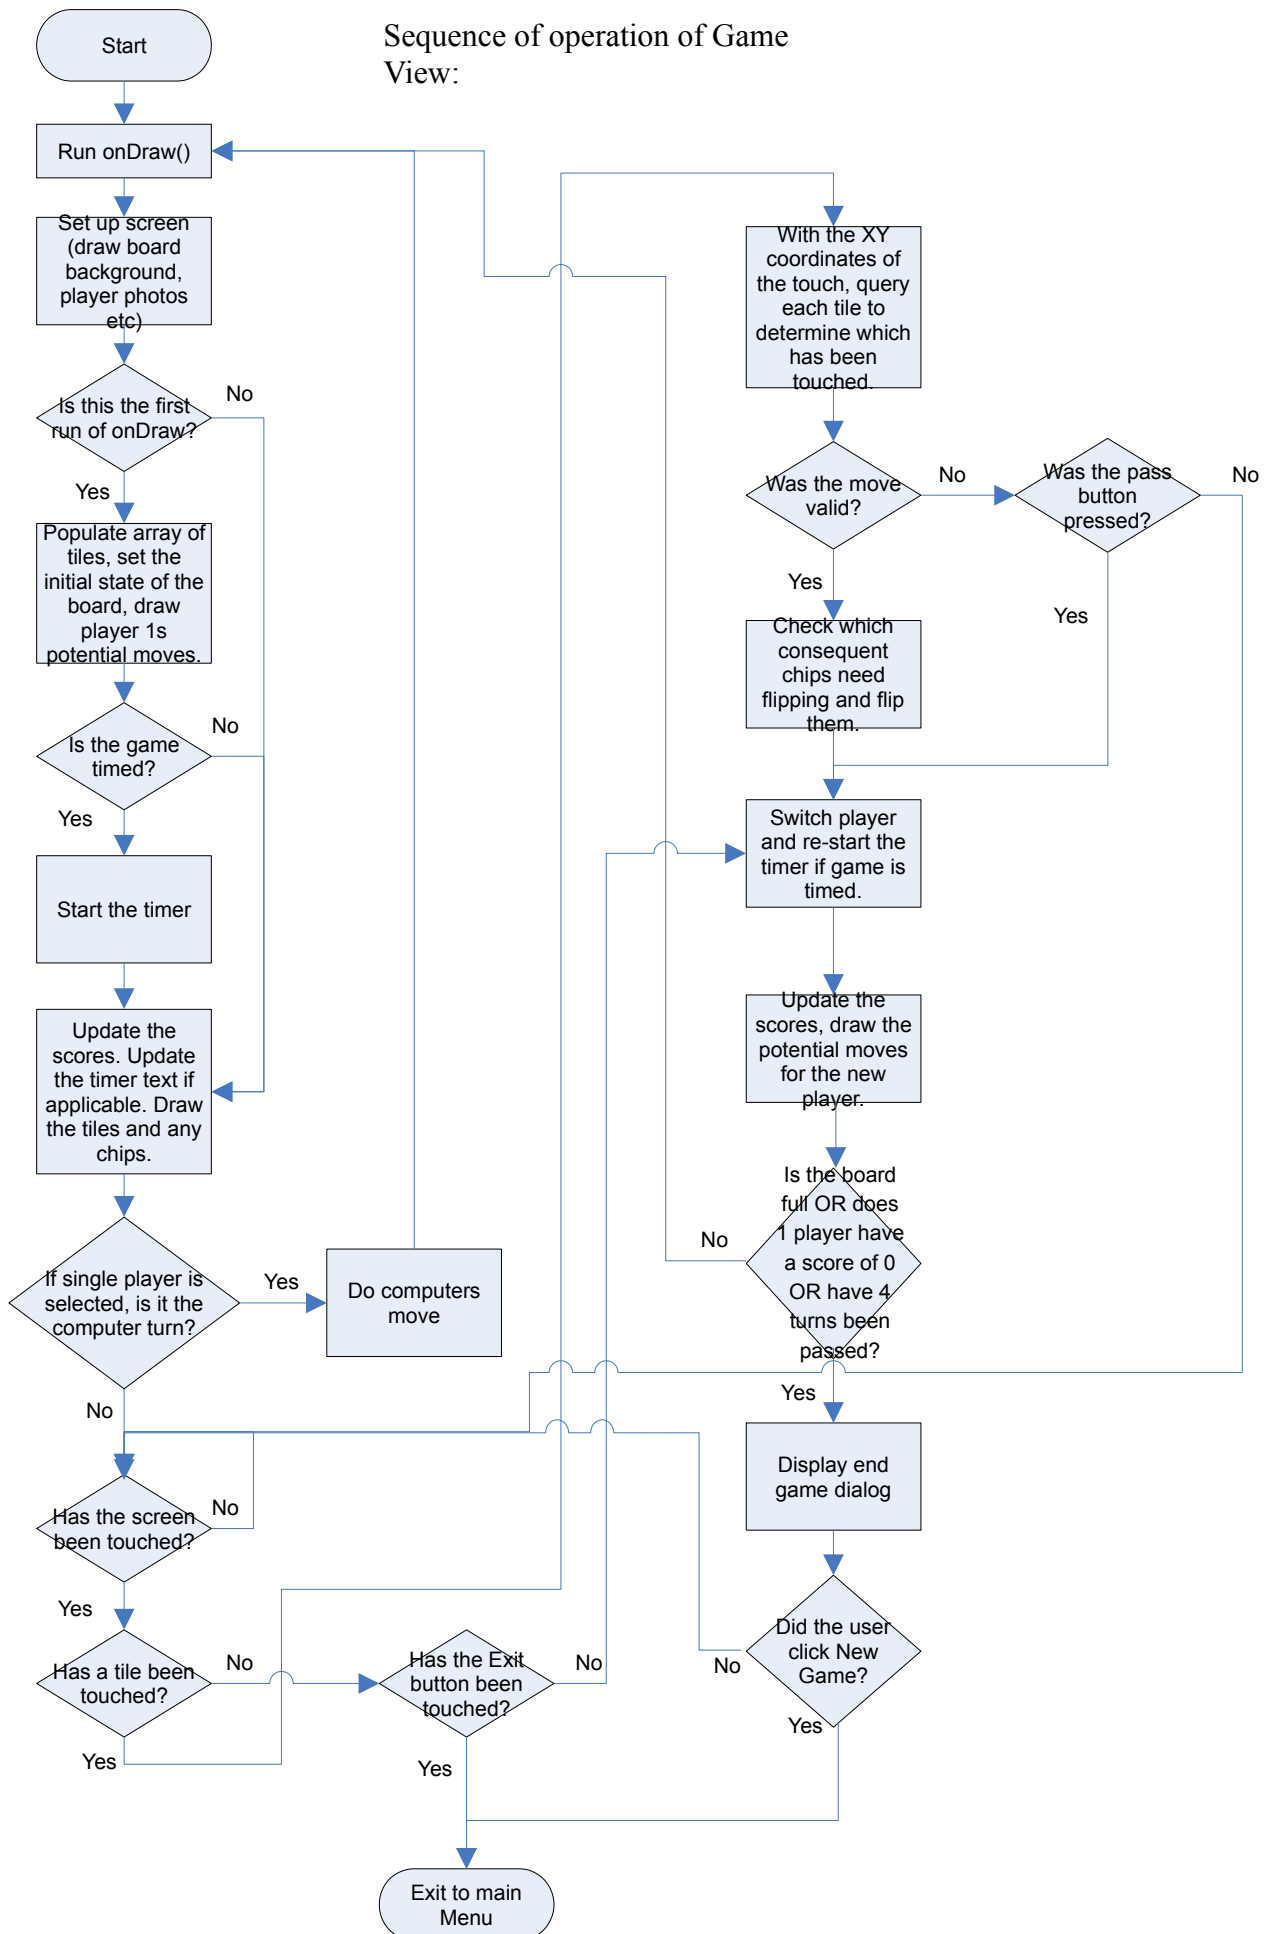 Sequence of operation of Game
View:
Start
Run onDraw()
Set up screen
(draw board
background,
player photos
etc)
Is this the first
run of onDraw?
No
Yes
Populate array of
tiles, set the
initial state of the
board, draw
player 1s
potential moves.
Is the game
timed?
No
Yes
Start the timer
Update the
scores. Update
the timer text if
applicable. Draw
the tiles and any
chips.
If single player is
selected, is it the
computer turn?
Yes
Do computers
move
No
Has the screen
been touched?
No
Yes
Has a tile been
touched?
No
Yes
Has the Exit
button been
touched?
No
Yes
Exit to main
Menu
With the XY
coordinates of
the touch, query
each tile to
determine which
has been
touched.
Was the move
valid?
No
Was the pass
button
pressed?
No
Yes
Yes
Check which
consequent
chips need
flipping and flip
them.
Switch player
and re-start the
timer if game is
timed.
Update the
scores, draw the
potential moves
for the new
player.
Is the board
full OR does
1 player have
a score of 0
OR have 4
turns been
passed?
No
Yes
Display end
game dialog
Did the user
click New
Game?
No
Yes